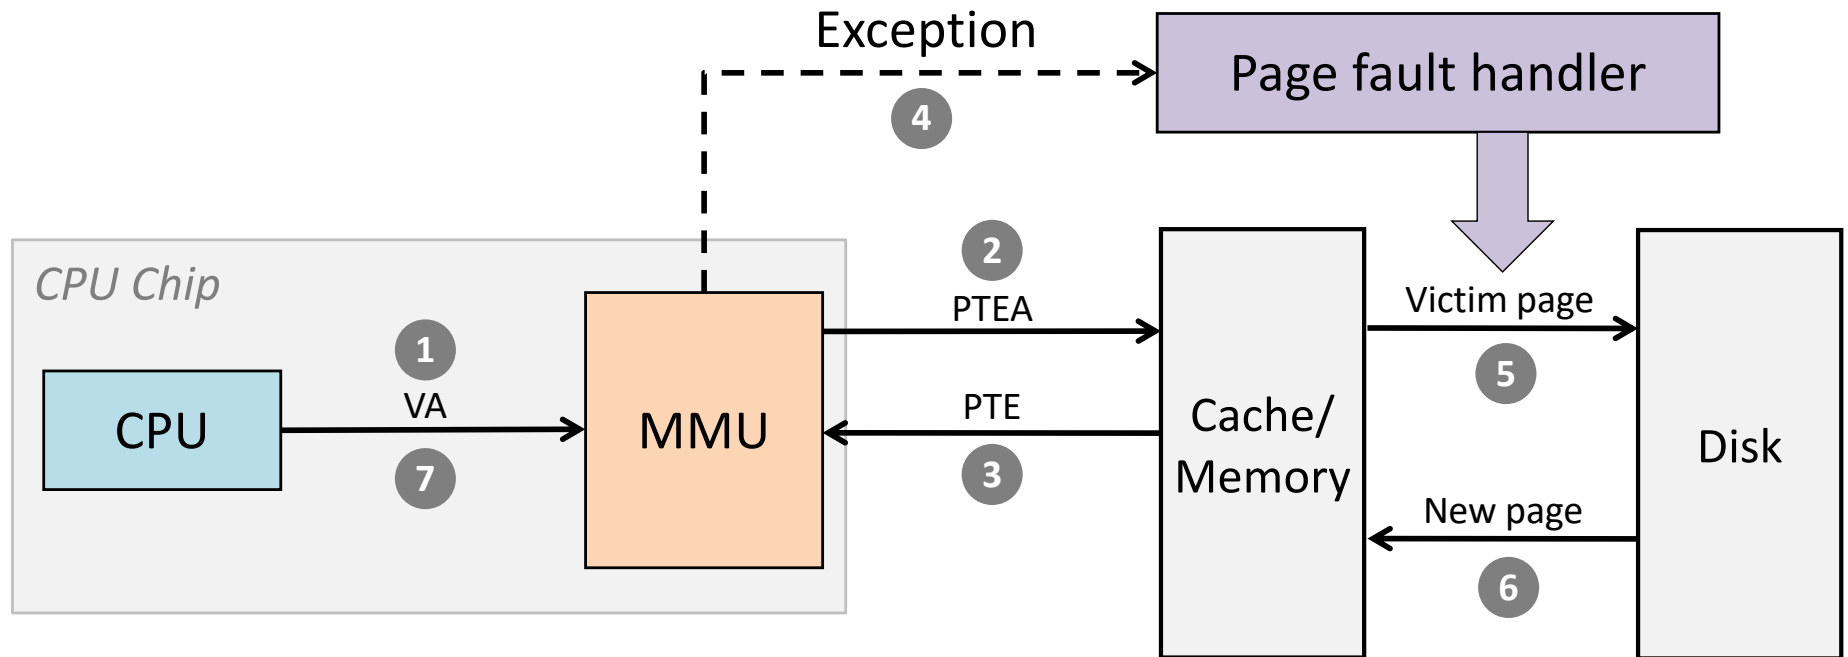 Exception
Page fault handler
4
CPU Chip
2
PTEA
Victim page
1
VA
5
CPU
MMU
PTE
Cache/
Memory
Disk
7
3
New page
6